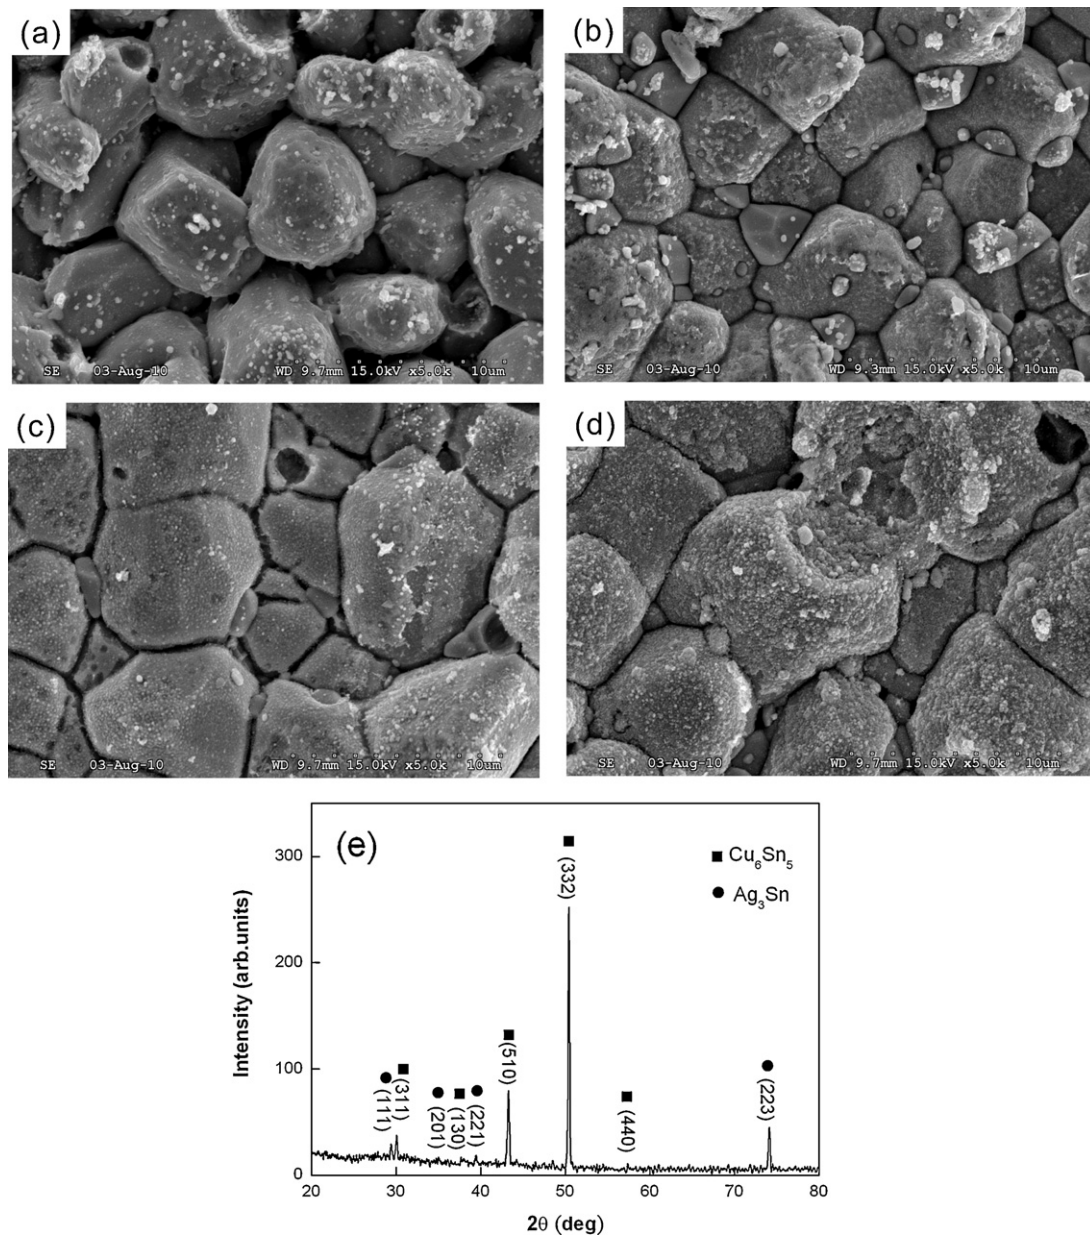 (a)
SE 03-Aug-10 WD 9.7mm 15.0kV x5.0k 10um
(b)
SE 03-Aug-10 WD 9.3mm 15.0kV x5.0k 10um
(c)
SE 03-Aug-10 WD 9.7mm 15.0kV x5.0k 10um
(d)
SE 03-Aug-10 WD 9.7mm 15.0kV x5.0k 10um
(e)
Intensity (arb.units)
300
200
100
0
■ Cu₆Sn₅
● Ag₃Sn
(111)
(311)
(201)
(130)
(221)
(510)
(332)
(440)
(223)
20 30 40 50 60 70 80
2θ (deg)